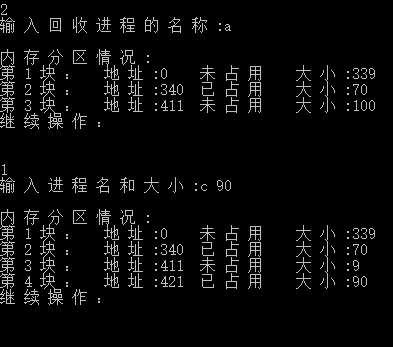 2
输入回收进程的名称:a
内存分区情况:
第1块: 地址:0 未占用 大小:339
第2块: 地址:340 已占用 大小:70
第3块: 地址:411 未占用 大小:100
继续操作:
1
输入进程名和大小:c 90
内存分区情况:
第1块: 地址:0 未占用 大小:339
第2块: 地址:340 已占用 大小:70
第3块: 地址:411 未占用 大小:9
第4块: 地址:421 已占用 大小:90
继续操作: